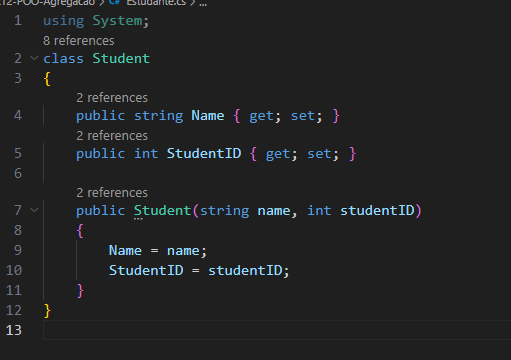 12-POO-Agregacao > C# Estudante.cs > ...
1 using System;
8 references
2 class Student
3 {
2 references
4 public string Name { get; set; }
2 references
5 public int StudentID { get; set; }
6
2 references
7 public Student(string name, int studentID)
8 {
9 Name = name;
10 StudentID = studentID;
11 }
12 }
13